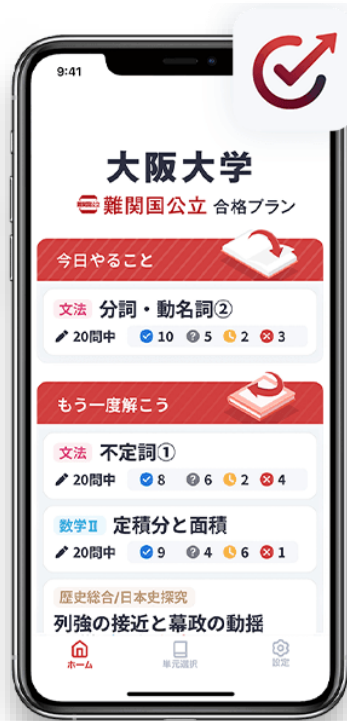 9:41
大阪大学
難関国公立 合格プラン
今日やること
文法 分詞・動名詞②
20問中 10 5 2 3
もう一度解こう
文法 不定詞①
20問中 8 6 2 4
数学Ⅱ 定積分と面積
20問中 9 4 6 1
歴史総合/日本史探究
列強の接近と幕政の動揺
ホーム 単元選択 設定